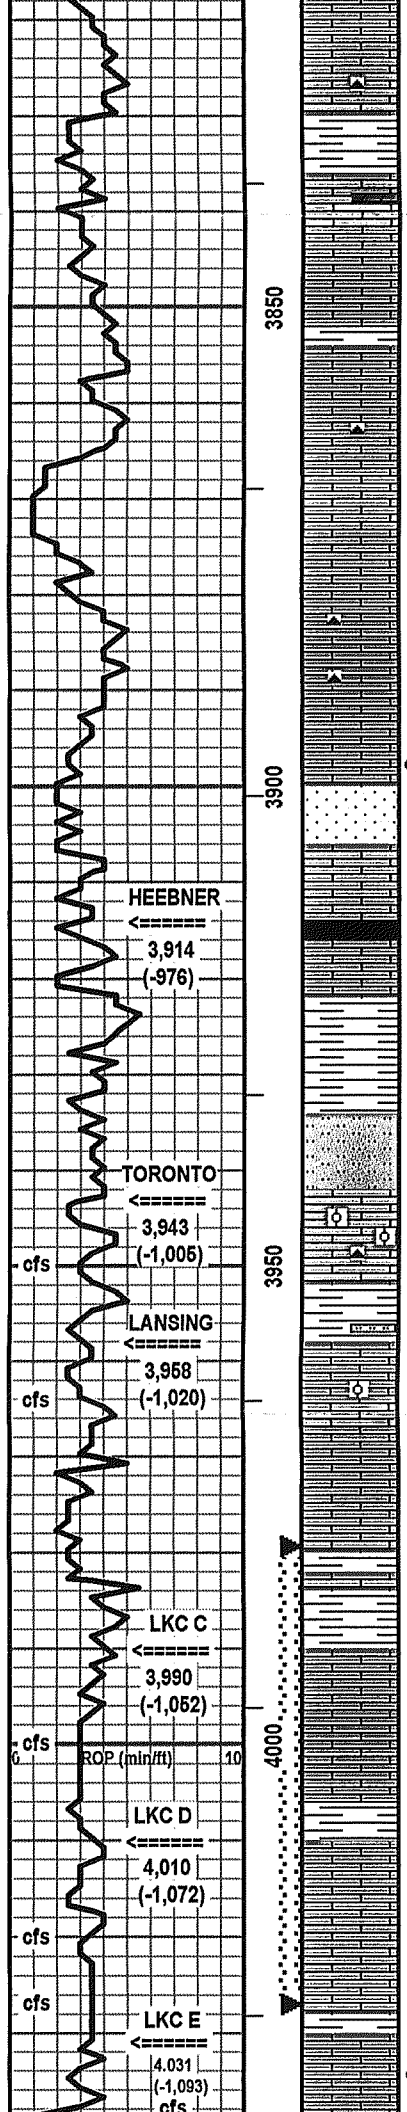 3850
3900
HEEBNER
<======
3,914
(-976)
TORONTO
<======
3,943
(-1,005)
cfs
3950
LANSING
<======
3,958
(-1,020)
cfs
LKC C
<======
3,990
(-1,052)
cfs
4000
0 ROP (min/ft) 10
LKC D
<======
4,010
(-1,072)
cfs
cfs
LKC E
<======
4.031
(-1,093)
cfs